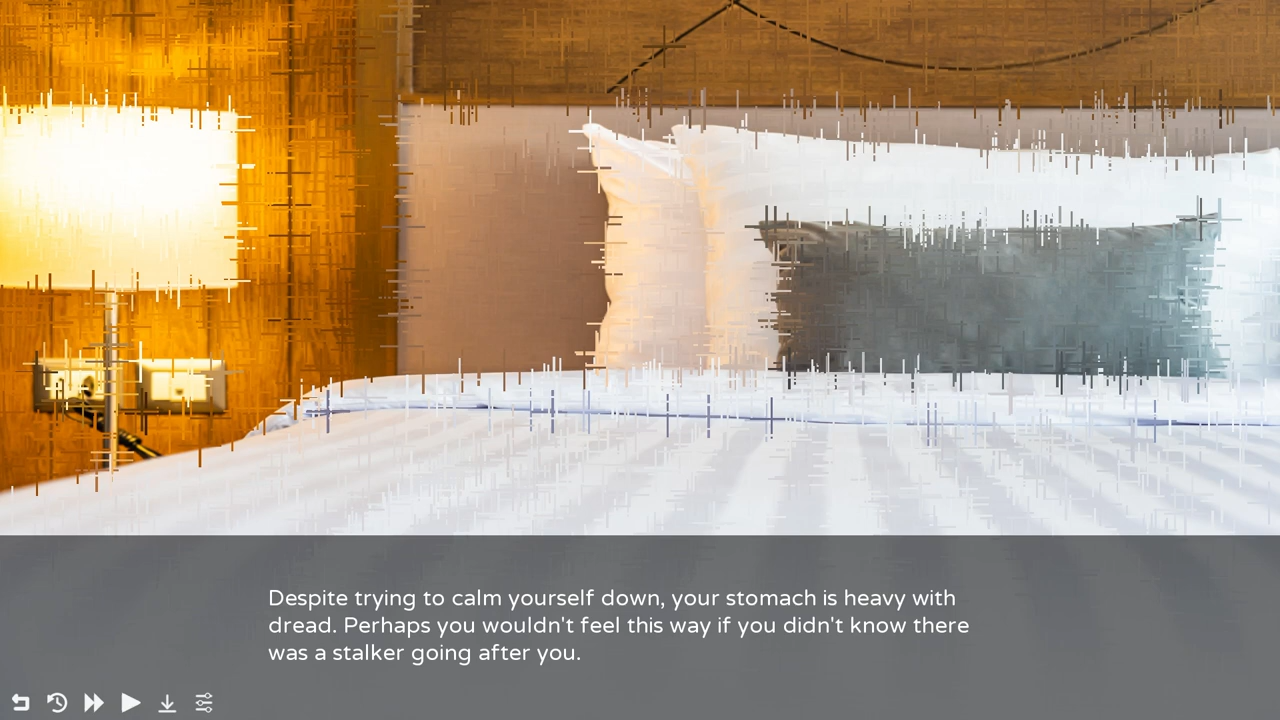 Despite trying to calm yourself down, your stomach is heavy with
dread. Perhaps you wouldn't feel this way if you didn't know there
was a stalker going after you.